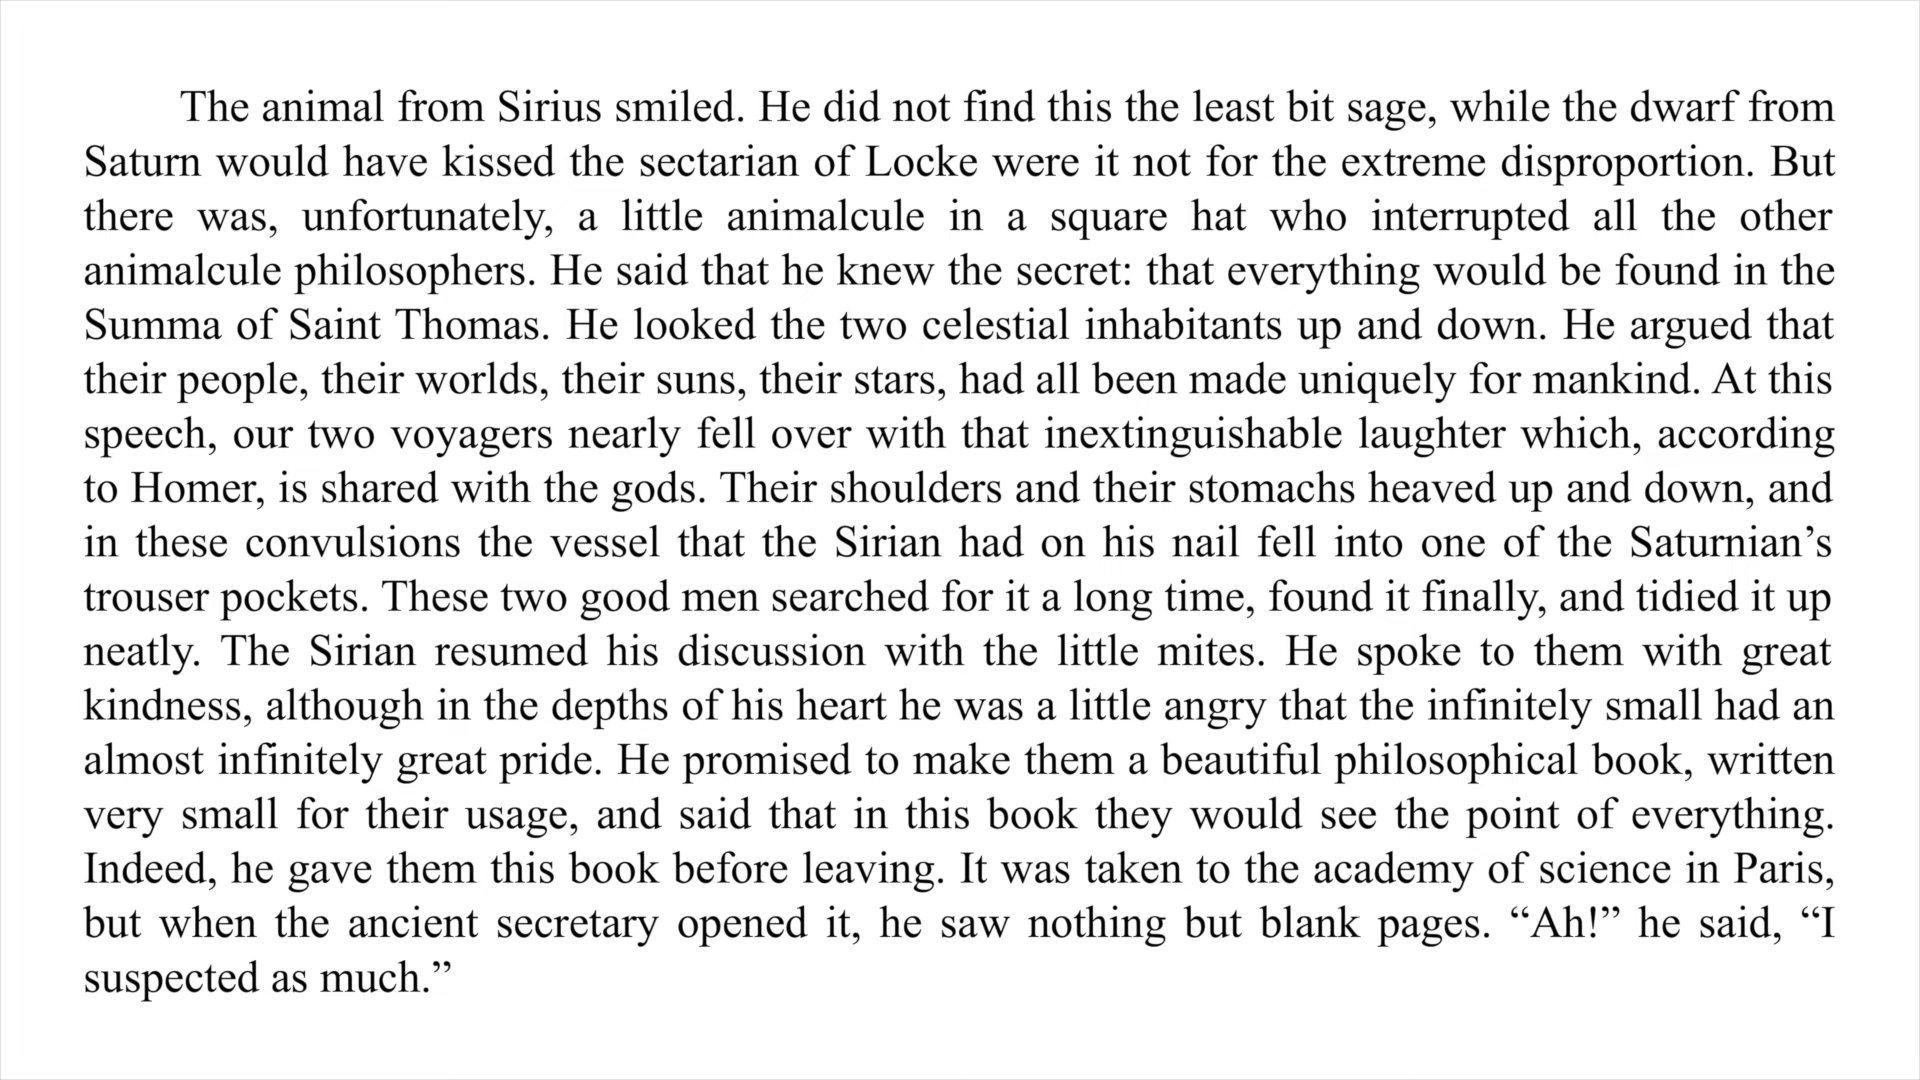 The animal from Sirius smiled. He did not find this the least bit sage, while the dwarf from
Saturn would have kissed the sectarian of Locke were it not for the extreme disproportion. But
there was, unfortunately, a little animalcule in a square hat who interrupted all the other
animalcule philosophers. He said that he knew the secret: that everything would be found in the
Summa of Saint Thomas. He looked the two celestial inhabitants up and down. He argued that
their people, their worlds, their suns, their stars, had all been made uniquely for mankind. At this
speech, our two voyagers nearly fell over with that inextinguishable laughter which, according
to Homer, is shared with the gods. Their shoulders and their stomachs heaved up and down, and
in these convulsions the vessel that the Sirian had on his nail fell into one of the Saturnian’s
trouser pockets. These two good men searched for it a long time, found it finally, and tidied it up
neatly. The Sirian resumed his discussion with the little mites. He spoke to them with great
kindness, although in the depths of his heart he was a little angry that the infinitely small had an
almost infinitely great pride. He promised to make them a beautiful philosophical book, written
very small for their usage, and said that in this book they would see the point of everything.
Indeed, he gave them this book before leaving. It was taken to the academy of science in Paris,
but when the ancient secretary opened it, he saw nothing but blank pages. “Ah!” he said, “I
suspected as much.”